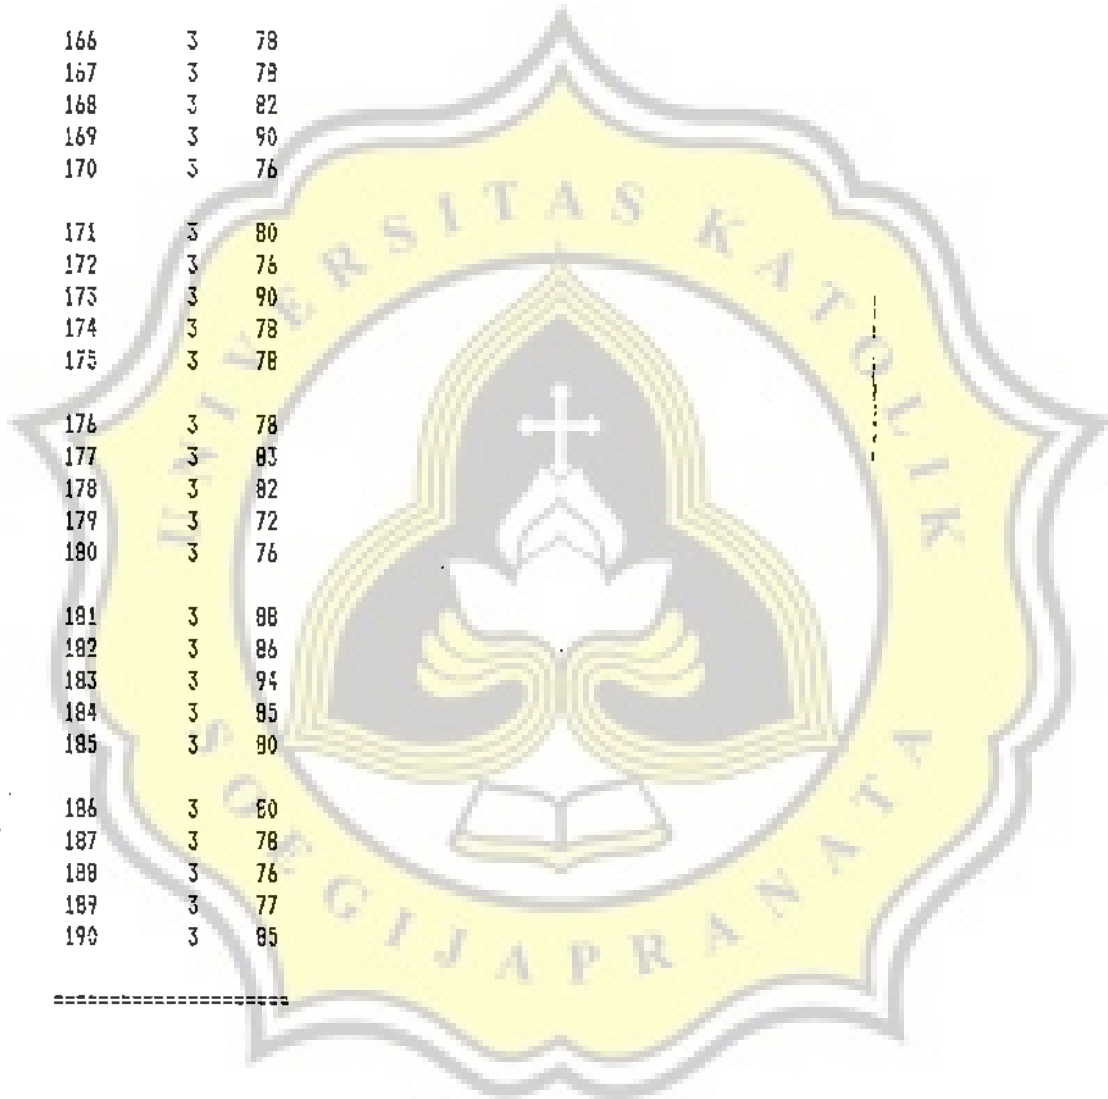 166 3 78
167 3 78
168 3 82
169 3 90
170 3 76
171 3 80
172 3 76
173 3 90
174 3 78
175 3 78
176 3 78
177 3 83
178 3 82
179 3 72
180 3 76
181 3 88
182 3 86
183 3 94
184 3 85
185 3 80
186 3 80
187 3 78
188 3 76
189 3 77
190 3 85
========================
UNIVERSITAS KATOLIK
SOEGIJAPRANATA